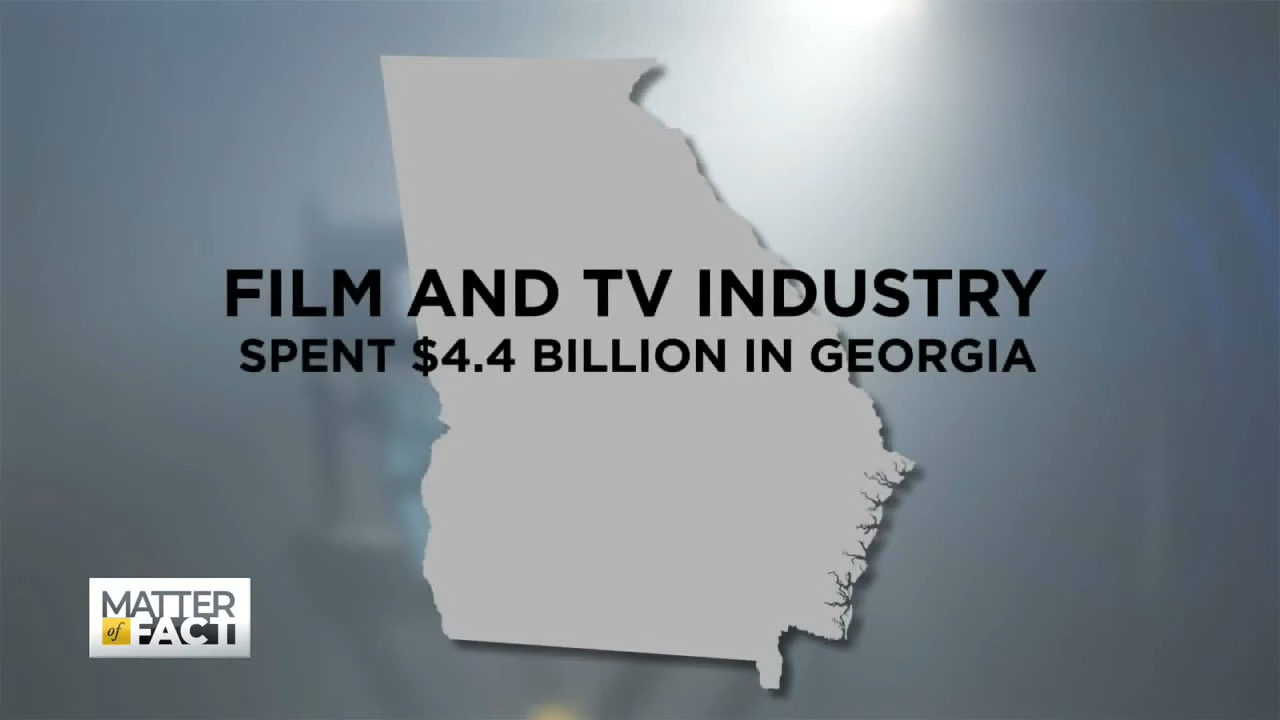 FILM AND TV INDUSTRY
SPENT $4.4 BILLION IN GEORGIA
MATTER
of FACT